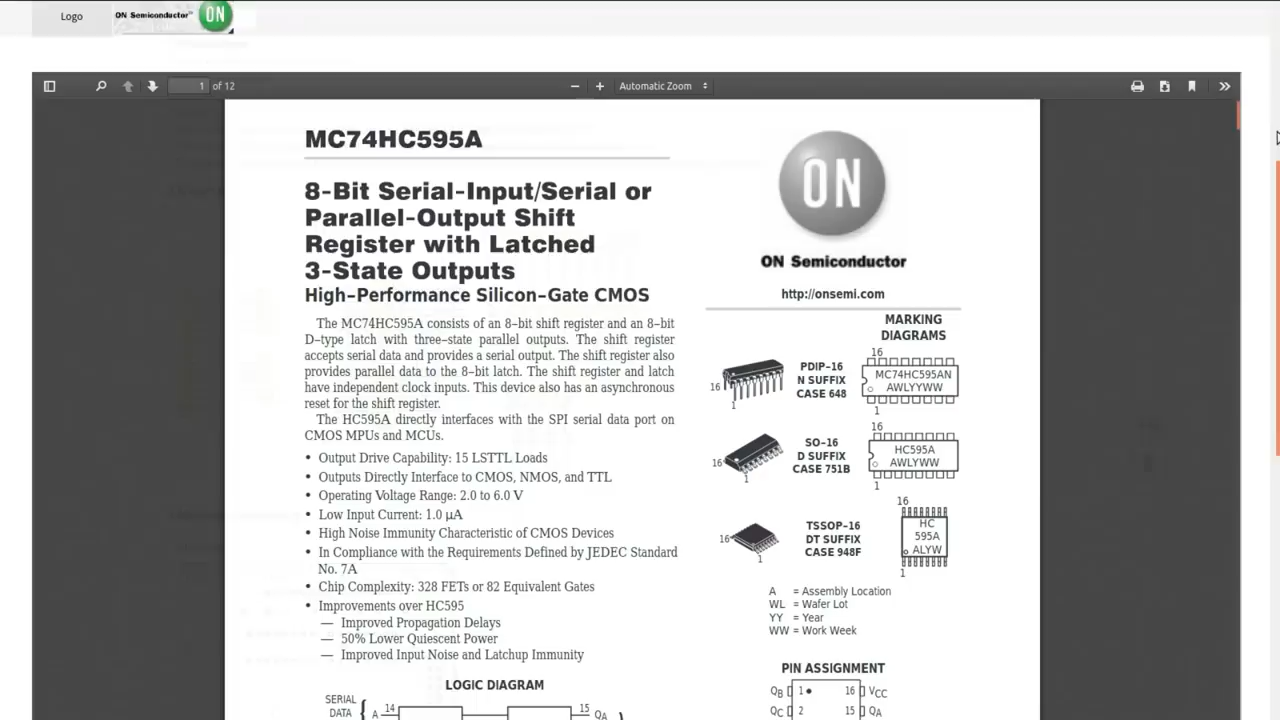 Logo
ON Semiconductor™ ON
1 of 12
Automatic Zoom
MC74HC595A
8-Bit Serial-Input/Serial or
Parallel-Output Shift
Register with Latched
3-State Outputs
High-Performance Silicon-Gate CMOS
The MC74HC595A consists of an 8-bit shift register and an 8-bit
D-type latch with three-state parallel outputs. The shift register
accepts serial data and provides a serial output. The shift register also
provides parallel data to the 8-bit latch. The shift register and latch
have independent clock inputs. This device also has an asynchronous
reset for the shift register.
The HC595A directly interfaces with the SPI serial data port on
CMOS MPUs and MCUs.
• Output Drive Capability: 15 LSTTL Loads
• Outputs Directly Interface to CMOS, NMOS, and TTL
• Operating Voltage Range: 2.0 to 6.0 V
• Low Input Current: 1.0 µA
• High Noise Immunity Characteristic of CMOS Devices
• In Compliance with the Requirements Defined by JEDEC Standard
No. 7A
• Chip Complexity: 328 FETs or 82 Equivalent Gates
• Improvements over HC595
— Improved Propagation Delays
— 50% Lower Quiescent Power
— Improved Input Noise and Latchup Immunity
LOGIC DIAGRAM
SERIAL
DATA
A 14
15 QA
ON
ON Semiconductor
http://onsemi.com
MARKING
DIAGRAMS
16
PDIP-16
N SUFFIX
CASE 648
16
1
MC74HC595AN
AWLYYWW
1
16
SO-16
D SUFFIX
CASE 751B
16
1
HC595A
AWLYWW
1
16
TSSOP-16
DT SUFFIX
CASE 948F
16
1
HC
595A
ALYW
1
A = Assembly Location
WL = Wafer Lot
YY = Year
WW = Work Week
PIN ASSIGNMENT
QB 1 16 VCC
QC 2 15 QA